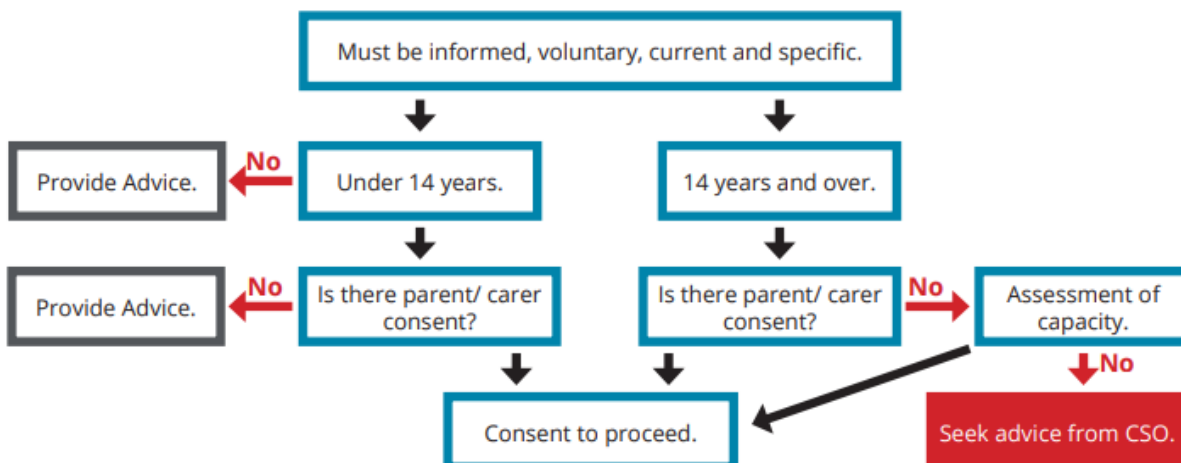 Must be informed, voluntary, current and specific.
No
Provide Advice.
Under 14 years.
14 years and over.
No
Provide Advice.
Is there parent/ carer
consent?
Is there parent/ carer
consent?
No
Assessment of
capacity.
No
Consent to proceed.
Seek advice from CSO.